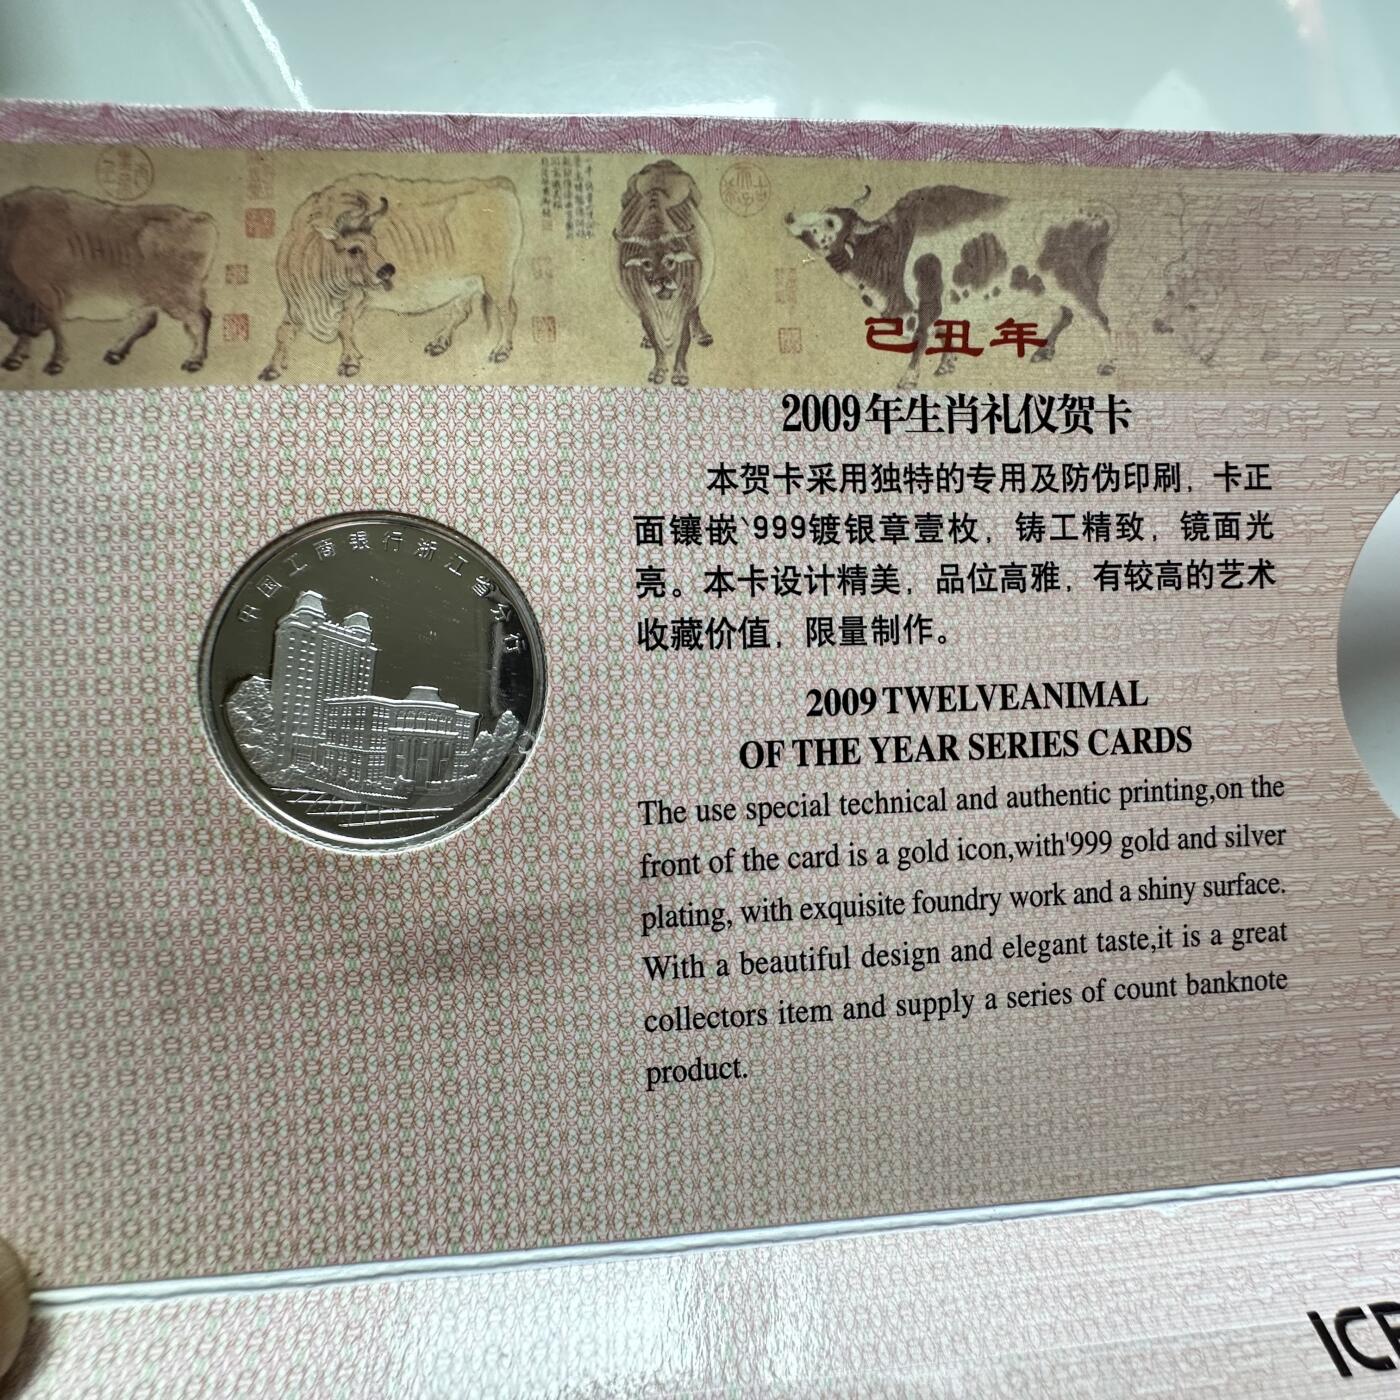 己丑年
2009年生肖礼仪贺卡
本贺卡采用独特的专用及防伪印刷，卡正
面镶嵌`999镀银章壹枚，铸工精致，镜面光
亮。本卡设计精美，品位高雅，有较高的艺术
收藏价值，限量制作。
中国工商银行浙江省分行
2009 TWELVEANIMAL
OF THE YEAR SERIES CARDS
The use special technical and authentic printing,on the
front of the card is a gold icon,with'999 gold and silver
plating, with exquisite foundry work and a shiny surface.
With a beautiful design and elegant taste,it is a great
collectors item and supply a series of count banknote
product.